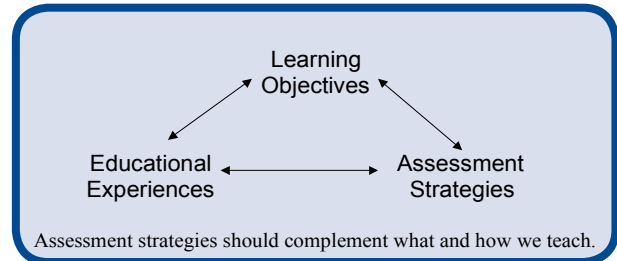 Learning
Objectives
Educational
Experiences
Assessment
Strategies
Assessment strategies should complement what and how we teach.